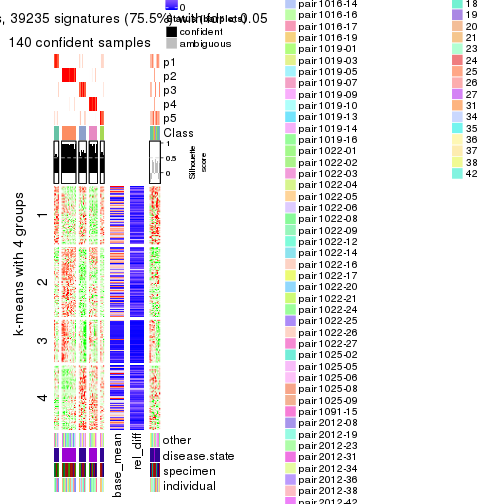 0
, 39235 signatures (75.5%) with fdr < 0.05
Status (barplots)
confident
ambiguous
140 confident samples
p1
p2
p3
p4
p5
Class
1
0.5
0
Silhouette
score
k-means with 4 groups
1
2
3
4
base_mean
rel_diff
other
disease.state
specimen
individual
pair1016-14
pair1016-16
pair1016-17
pair1016-19
pair1019-01
pair1019-03
pair1019-05
pair1019-07
pair1019-10
pair1019-13
pair1019-14
pair1019-16
pair1022-01
pair1022-02
pair1022-03
pair1022-04
pair1022-05
pair1022-06
pair1022-08
pair1022-09
pair1022-12
pair1022-14
pair1022-16
pair1022-17
pair1022-20
pair1022-21
pair1022-24
pair1022-25
pair1022-26
pair1022-27
pair1025-02
pair1025-05
pair1025-06
pair1025-08
pair1025-09
pair1091-15
pair2012-08
pair2012-19
pair2012-23
pair2012-31
pair2012-34
pair2012-36
pair2012-38
pair2012-42
18
19
20
21
23
24
25
26
27
31
34
35
36
37
38
42